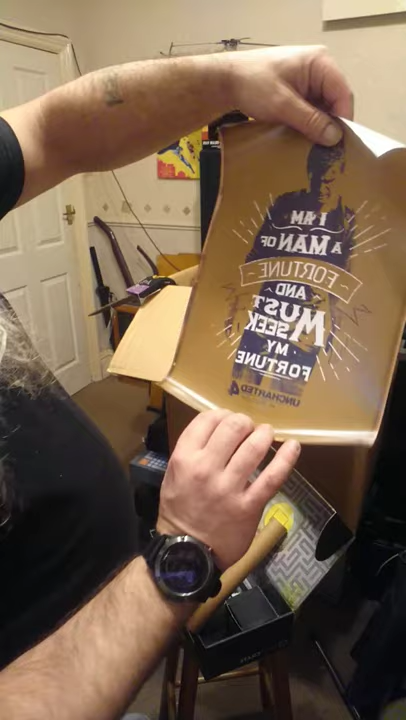 I AM
A MAN OF
FORTUNE
AND
MUST
SEEK
MY
FORTUNE
UNCHARTED 4